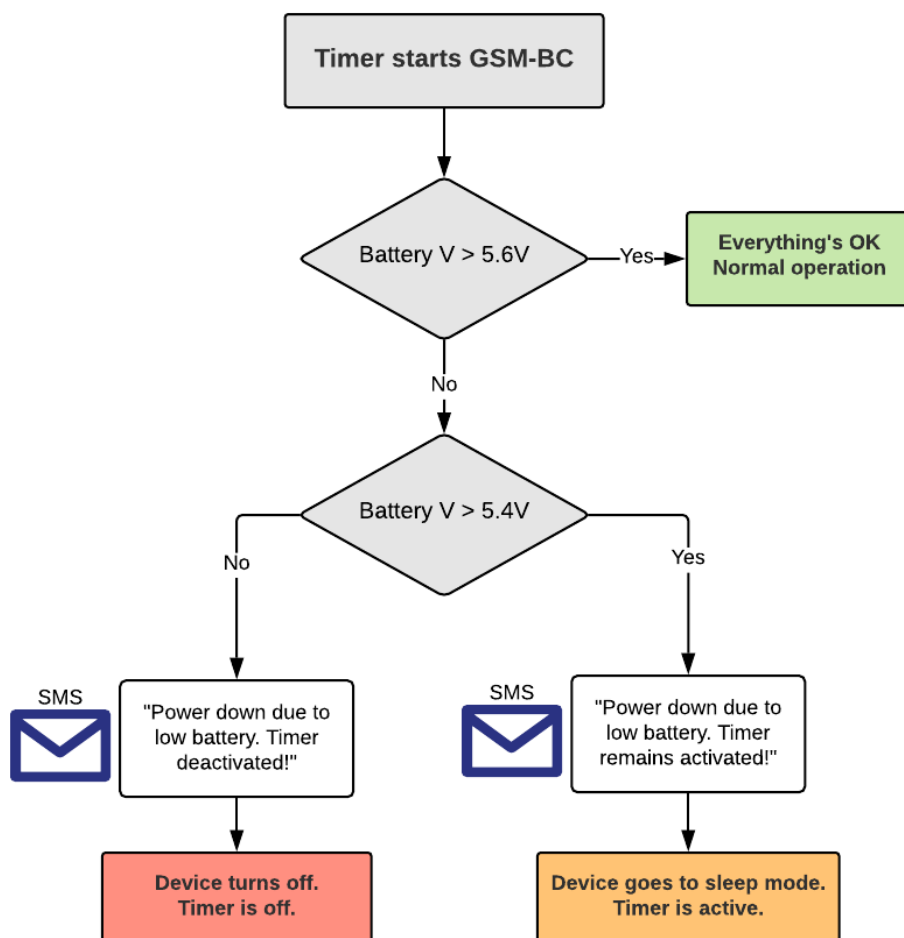 Timer starts GSM-BC
Battery V > 5.6V
Yes
Everything's OK
Normal operation
No
Battery V > 5.4V
No
Yes
SMS
"Power down due to
low battery. Timer
deactivated!"
SMS
"Power down due to
low battery. Timer
remains activated!"
Device turns off.
Timer is off.
Device goes to sleep mode.
Timer is active.